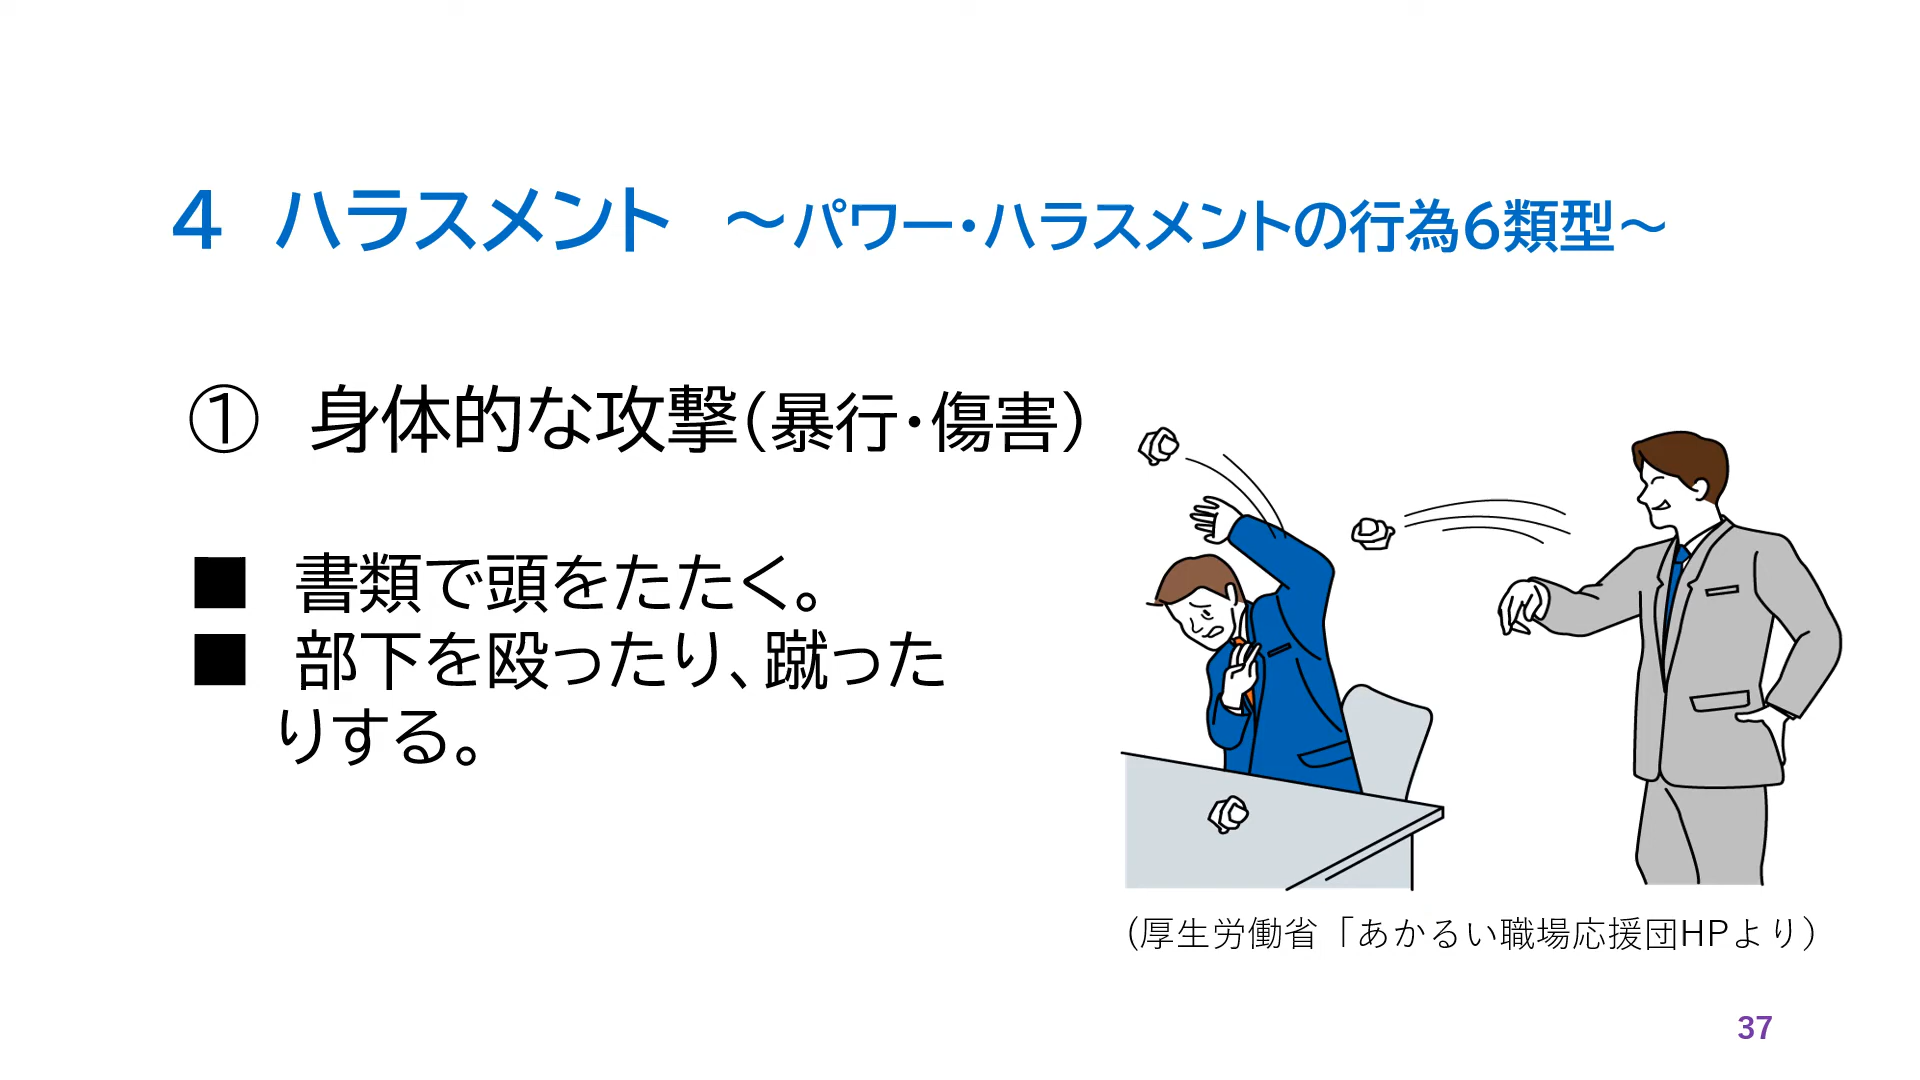 4　ハラスメント　～パワー・ハラスメントの行為6類型～
①　身体的な攻撃(暴行・傷害)
■　書類で頭をたたく。
■　部下を殴ったり、蹴った
りする。
(厚生労働省「あかるい職場応援団HPより)
37